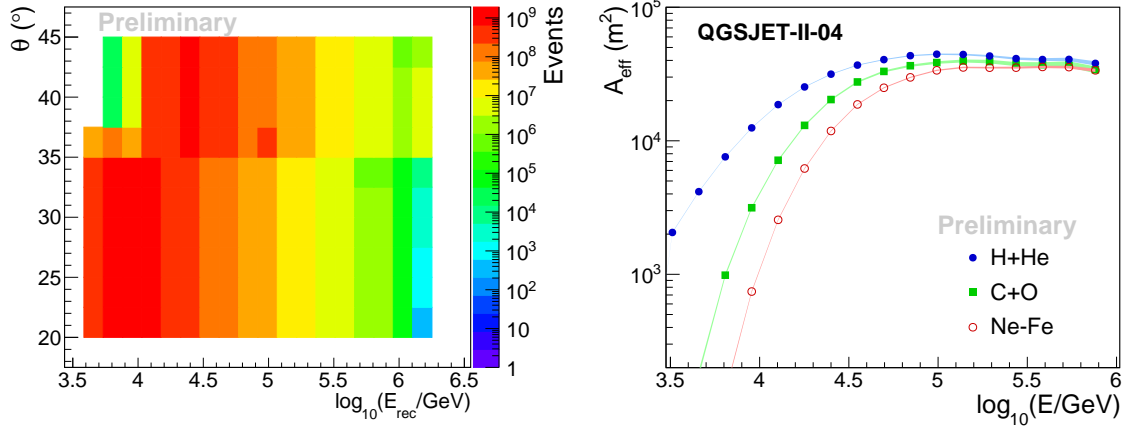 Preliminary
θ (°)
45
40
35
30
25
20
3.5 4 4.5 5 5.5 6 6.5
log10(Erec/GeV)
Events
10^9
10^8
10^7
10^6
10^5
10^4
10^3
10^2
10
1
Aeff (m^2)
10^5
10^4
10^3
QGSJET-II-04
Preliminary
H+He
C+O
Ne-Fe
3.5 4 4.5 5 5.5 6
log10(E/GeV)